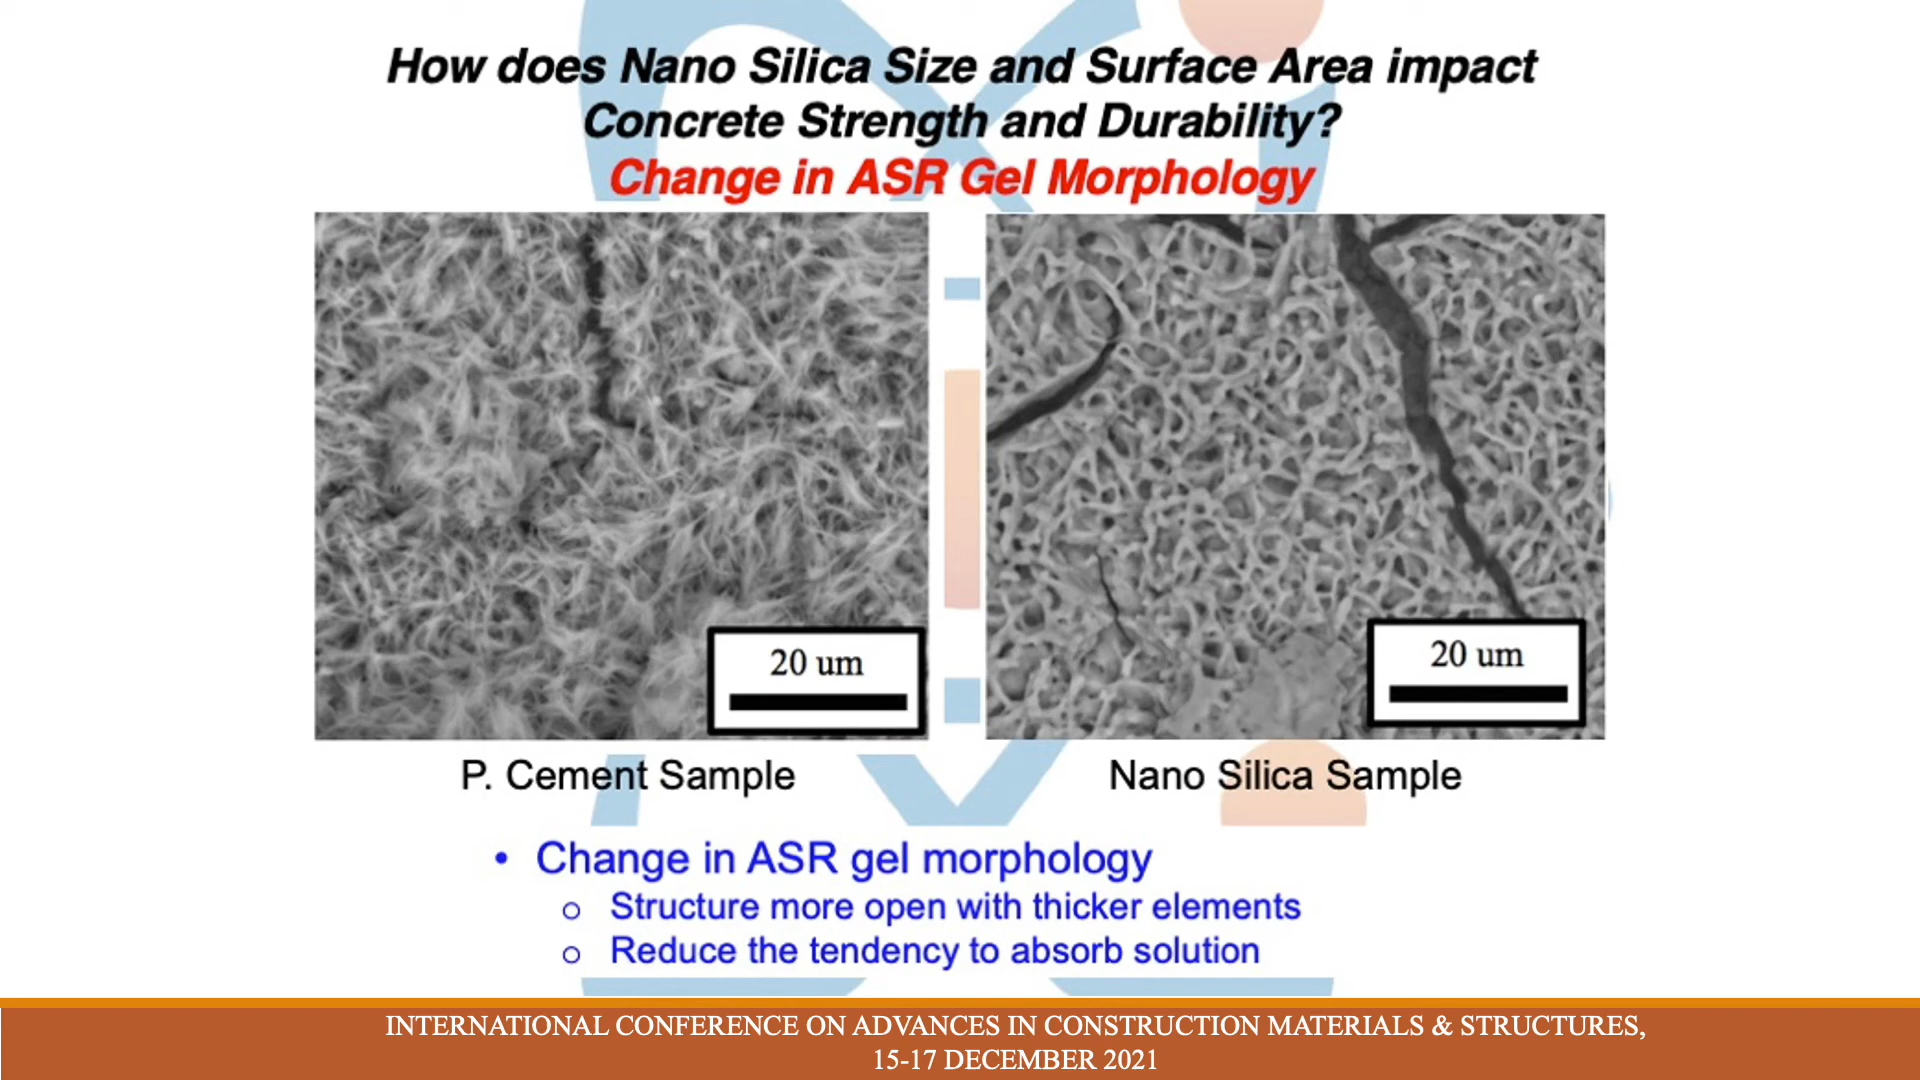 How does Nano Silica Size and Surface Area impact
Concrete Strength and Durability?
Change in ASR Gel Morphology
20 um
20 um
P. Cement Sample
Nano Silica Sample
• Change in ASR gel morphology
o Structure more open with thicker elements
o Reduce the tendency to absorb solution
INTERNATIONAL CONFERENCE ON ADVANCES IN CONSTRUCTION MATERIALS & STRUCTURES,
15-17 DECEMBER 2021